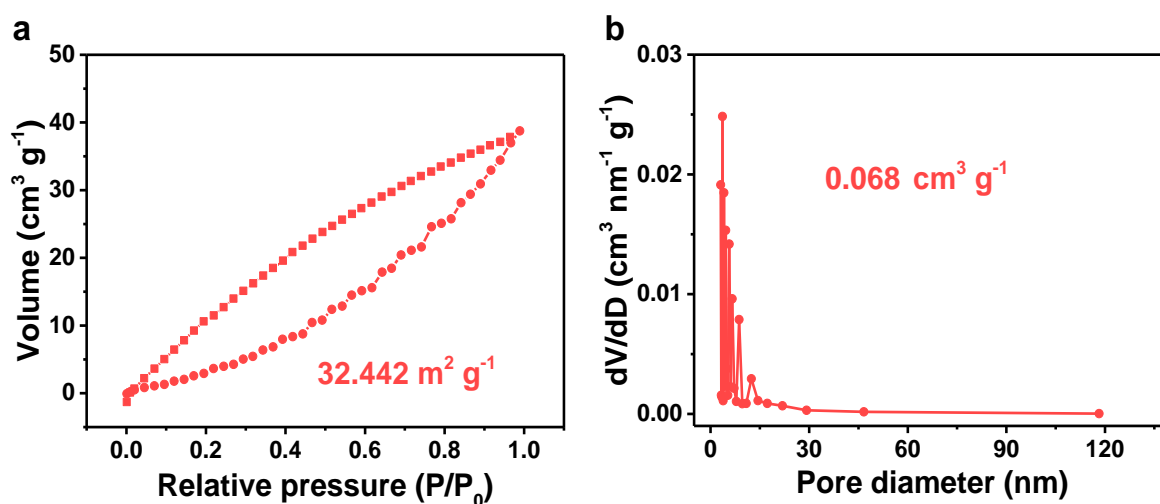 a
50
40
30
20
10
0
Volume (cm³ g⁻¹)
32.442 m² g⁻¹
0.0 0.2 0.4 0.6 0.8 1.0
Relative pressure (P/P₀)
b
0.03
0.02
0.01
0.00
dV/dD (cm³ nm⁻¹ g⁻¹)
0.068 cm³ g⁻¹
0 30 60 90 120
Pore diameter (nm)